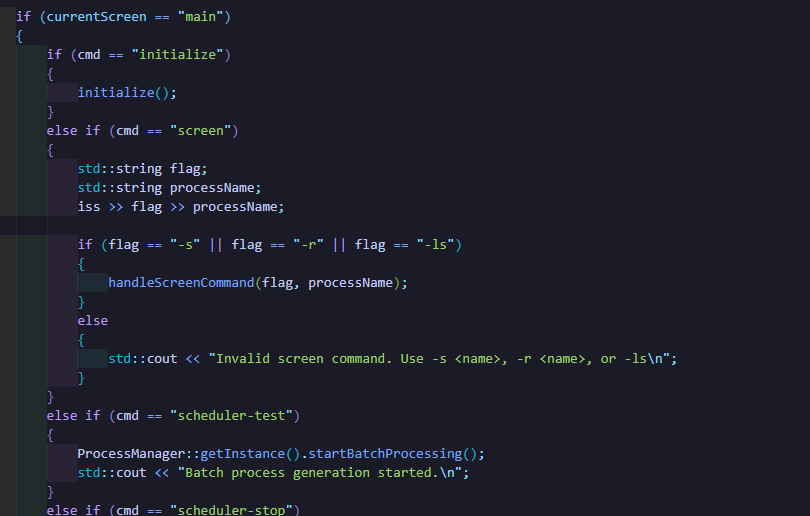 if (currentScreen == "main")
{
if (cmd == "initialize")
{
initialize();
}
else if (cmd == "screen")
{
std::string flag;
std::string processName;
iss >> flag >> processName;
if (flag == "-s" || flag == "-r" || flag == "-ls")
{
handleScreenCommand(flag, processName);
}
else
{
std::cout << "Invalid screen command. Use -s <name>, -r <name>, or -ls\n";
}
}
else if (cmd == "scheduler-test")
{
ProcessManager::getInstance().startBatchProcessing();
std::cout << "Batch process generation started.\n";
}
else if (cmd == "scheduler-stop")